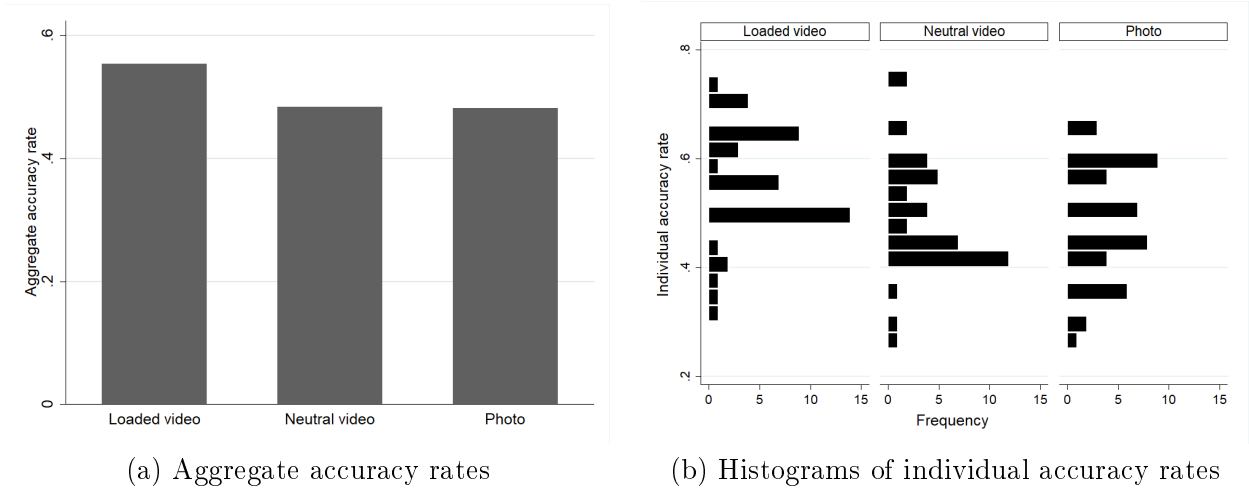 Aggregate accuracy rate
.6
.4
.2
0
Loaded video
Neutral video
Photo
(a) Aggregate accuracy rates
Loaded video
Neutral video
Photo
Individual accuracy rate
.8
.6
.4
.2
0 5 10 15
0 5 10 15
0 5 10 15
Frequency
(b) Histograms of individual accuracy rates